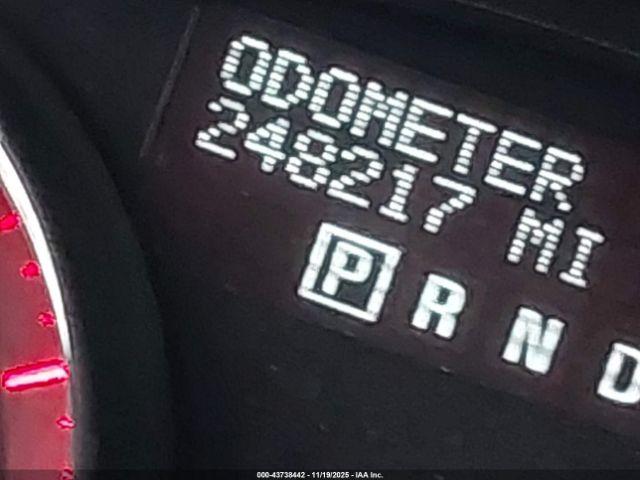 ODOMETER
248217 MI
P R N D
000-43738442 - 11/19/2025 - IAA Inc.